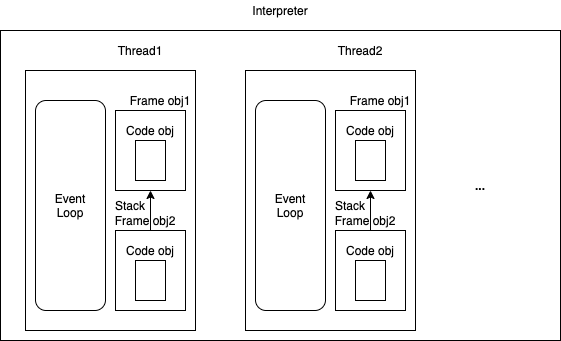 Interpreter
Thread1
Thread2
Frame obj1
Code obj
Event
Loop
Stack
Frame obj2
Code obj
Frame obj1
Code obj
Event
Loop
Stack
Frame obj2
Code obj
...